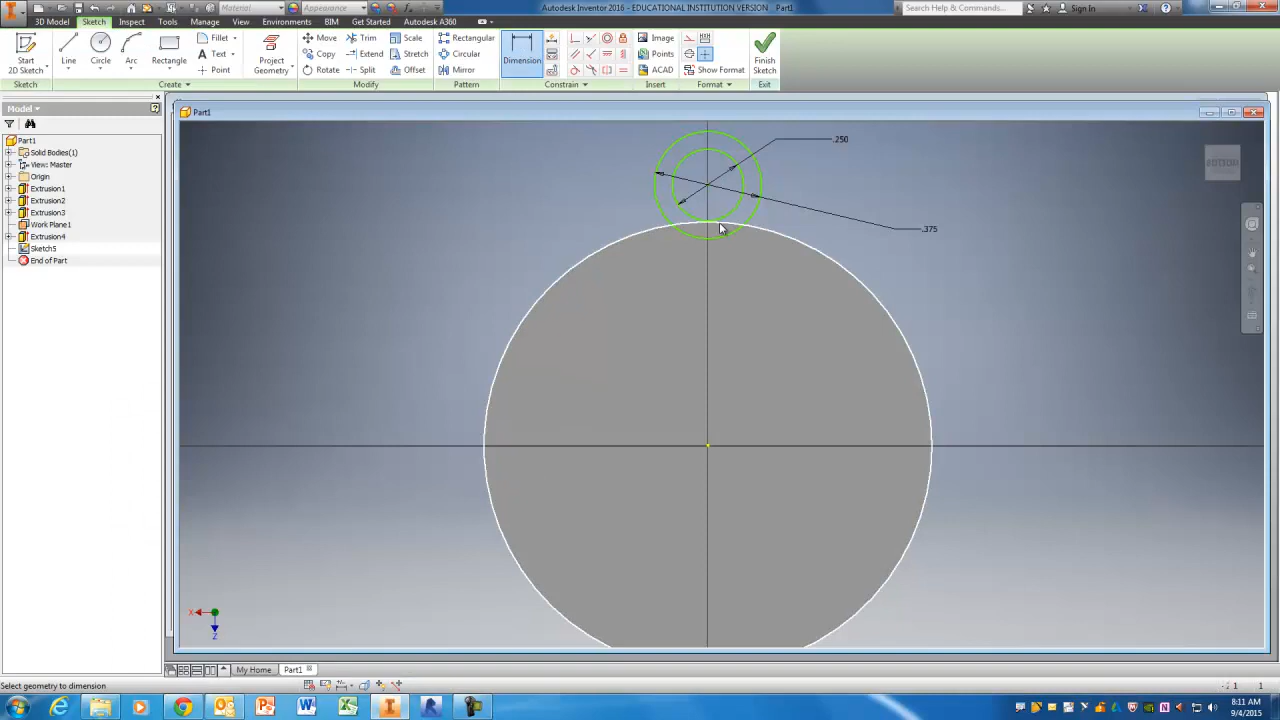 Material
Appearance
Autodesk Inventor 2016 - EDUCATIONAL INSTITUTION VERSION Part1
Search Help & Commands...
Sign In
3D Model Sketch Inspect Tools Manage View Environments BIM Get Started Autodesk A360
Start 2D Sketch
Line
Circle
Arc
Rectangle
Fillet
Text
Point
Project Geometry
Move
Copy
Rotate
Trim
Extend
Split
Scale
Stretch
Offset
Rectangular
Circular
Mirror
Dimension
Image
Points
ACAD
Show Format
Finish Sketch
Sketch Create Modify Pattern Constrain Insert Format Exit
Model
Part1
Part1
Solid Bodies(1)
View: Master
Origin
Extrusion1
Extrusion2
Extrusion3
Work Plane1
Extrusion4
Sketch5
End of Part
.250
.375
X
Z
My Home Part1
Select geometry to dimension
1 1
8:11 AM
9/4/2015